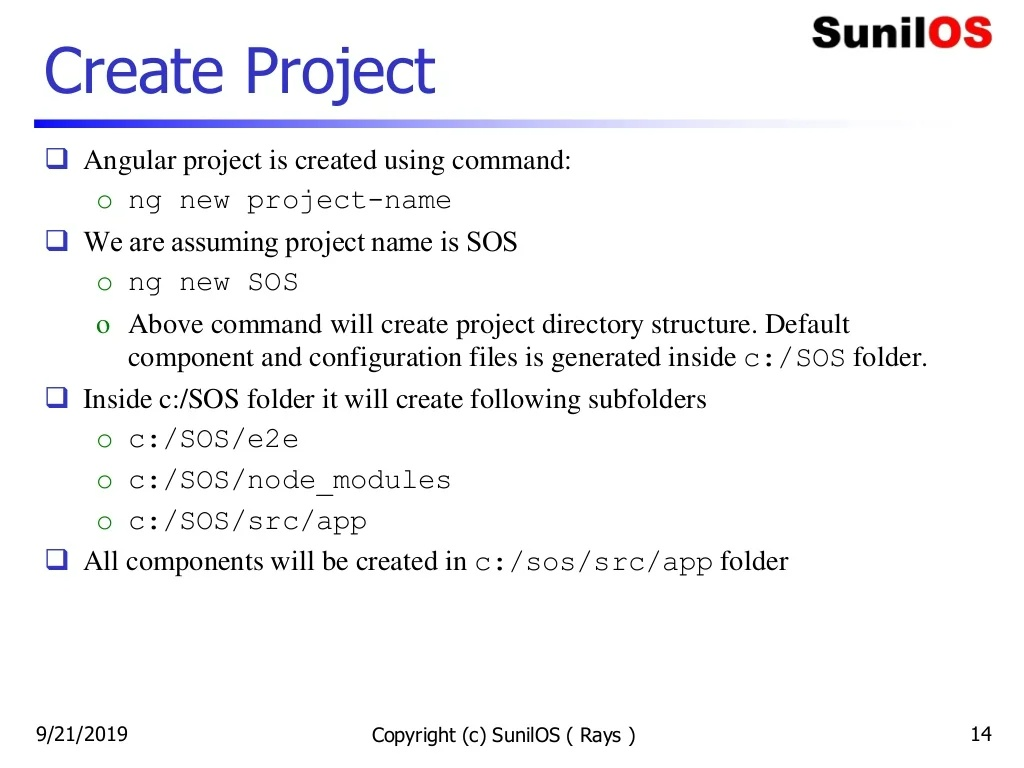 SunilOS
Create Project
❑ Angular project is created using command:
o ng new project-name
❑ We are assuming project name is SOS
o ng new SOS
o Above command will create project directory structure. Default
component and configuration files is generated inside c:/SOS folder.
❑ Inside c:/SOS folder it will create following subfolders
o c:/SOS/e2e
o c:/SOS/node_modules
o c:/SOS/src/app
❑ All components will be created in c:/sos/src/app folder
9/21/2019
Copyright (c) SunilOS ( Rays )
14